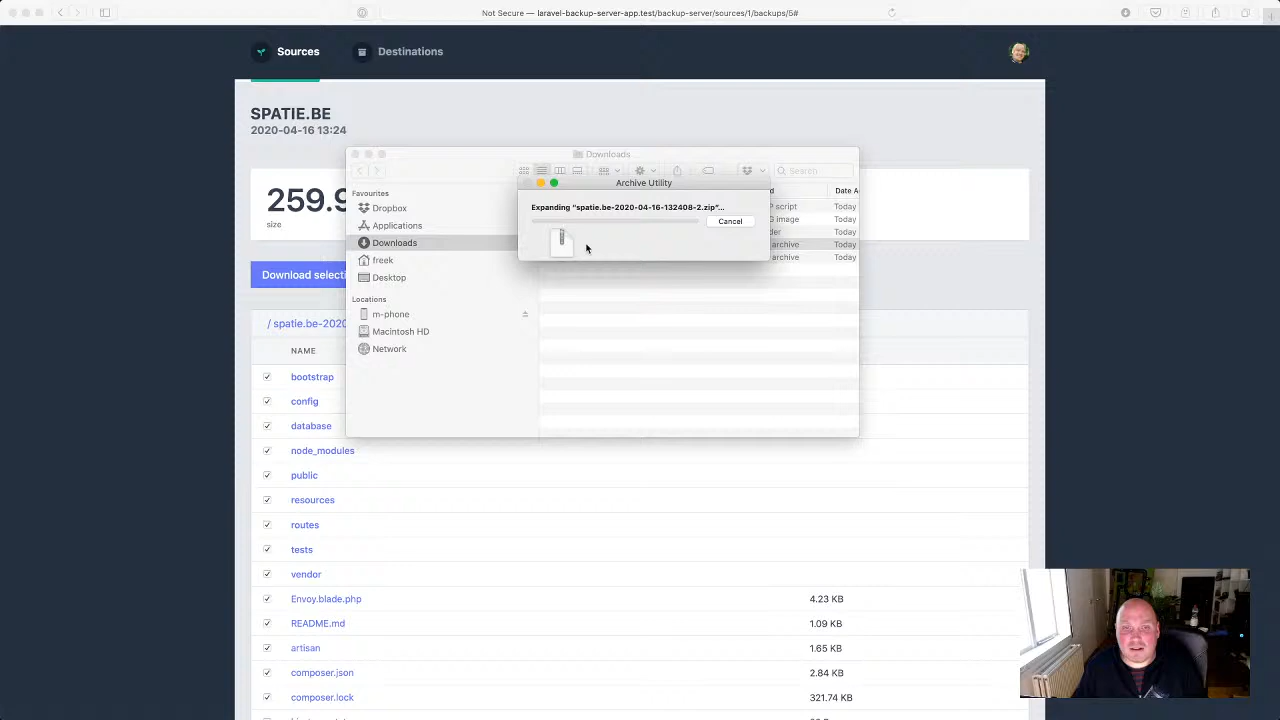 Not Secure — laravel-backup-server-app.test/backup-server/sources/1/backups/5#
Sources
Destinations
SPATIE.BE
2020-04-16 13:24
259.9
size
Download selecti
/ spatie.be-2020
NAME
bootstrap
config
database
node_modules
public
resources
routes
tests
vendor
Envoy.blade.php 4.23 KB
README.md 1.09 KB
artisan 1.65 KB
composer.json 2.84 KB
composer.lock 321.74 KB
Downloads
Search
Favourites
Dropbox
Applications
Downloads
freek
Desktop
Locations
m-phone
Macintosh HD
Network
d Date A
P script Today
G image Today
der Today
archive Today
archive Today
Archive Utility
Expanding "spatie.be-2020-04-16-132408-2.zip"...
Cancel